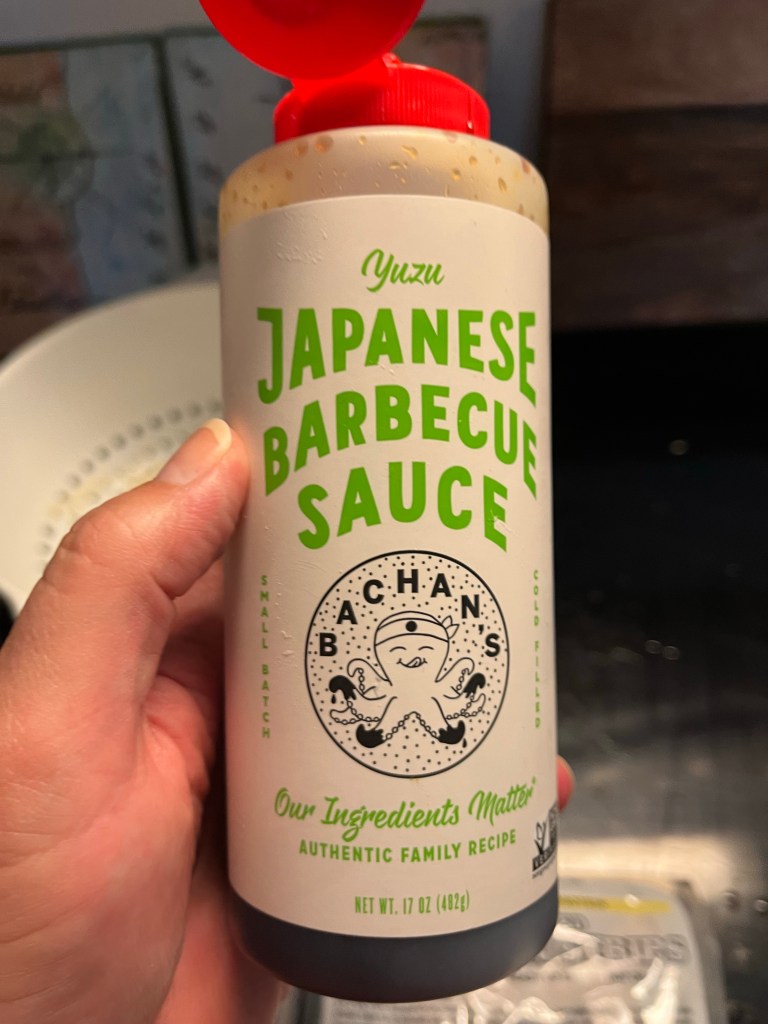 Yuzu
JAPANESE
BARBECUE
SAUCE
BACHAN'S
SMALL BATCH
COLD FILLED
Our Ingredients Matter®
AUTHENTIC FAMILY RECIPE
NET WT. 17 OZ (482g)